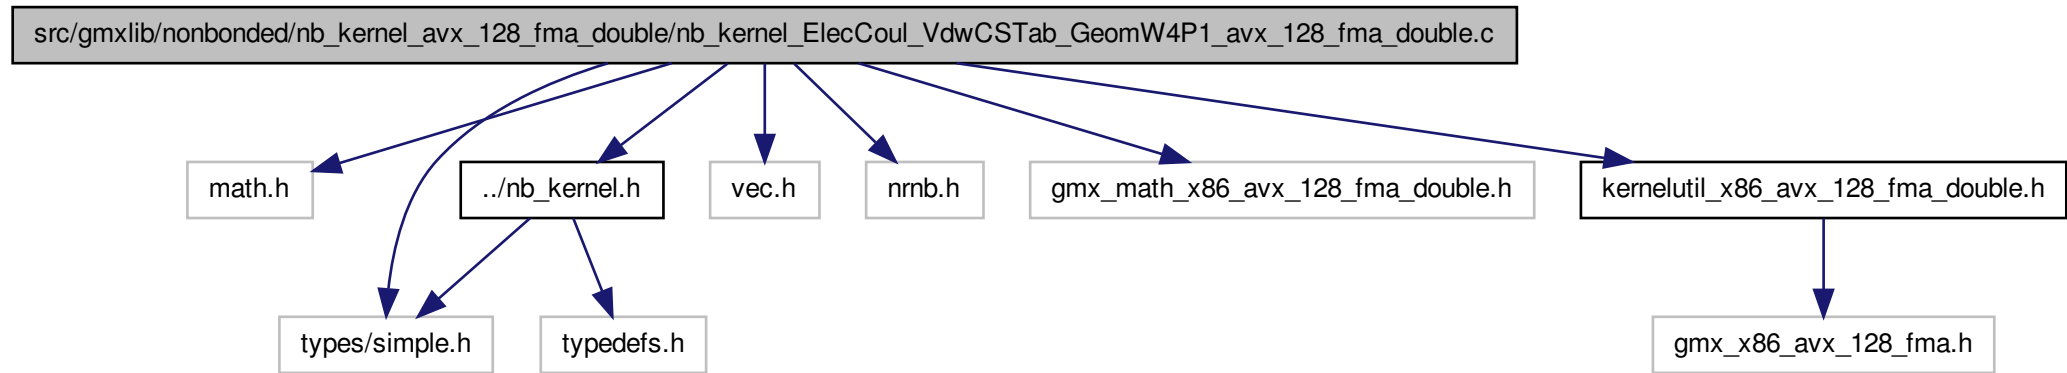 src/gmxlib/nonbonded/nb_kernel_avx_128_fma_double/nb_kernel_ElecCoul_VdwCSTab_GeomW4P1_avx_128_fma_double.c
math.h
../nb_kernel.h
vec.h
nrnb.h
gmx_math_x86_avx_128_fma_double.h
kernelutil_x86_avx_128_fma_double.h
types/simple.h
typedefs.h
gmx_x86_avx_128_fma.h